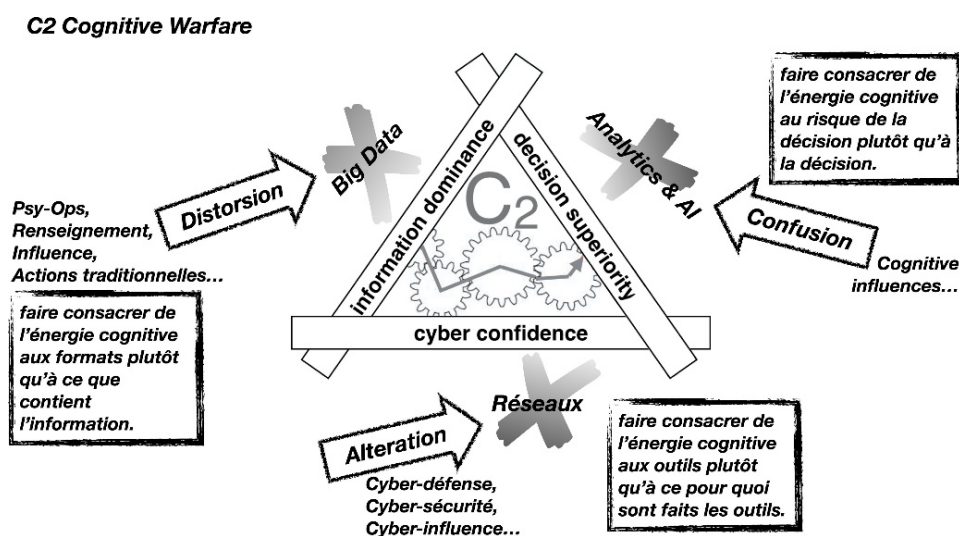 C2 Cognitive Warfare
Big Data
Distorsion
Psy-Ops,
Renseignement,
Influence,
Actions traditionnelles…
faire consacrer de
l’énergie cognitive
aux formats plutôt
qu’à ce que
contient
l’information.
information dominance
C2
decision superiority
cyber confidence
Analytics & AI
faire consacrer de
l’énergie cognitive
au risque de la
décision plutôt qu’à
la décision.
Confusion
Cognitive
influences…
Réseaux
Alteration
Cyber-défense,
Cyber-sécurité,
Cyber-influence…
faire consacrer de
l’énergie cognitive
aux outils plutôt
qu’à ce pour quoi
sont faits les outils.